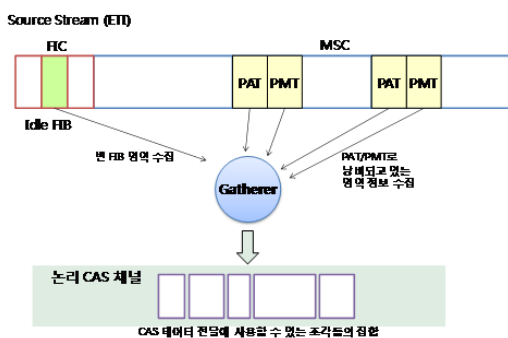 Source Stream (ETI)
FIC
MSC
PAT
PMT
PAT
PMT
Idle FIB
빈 FIB 영역 수집
PAT/PMT로
낭비되고 있는
영역 정보 수집
Gatherer
논리 CAS 채널
CAS 데이터 전달에 사용할 수 있는 조각들의 집합